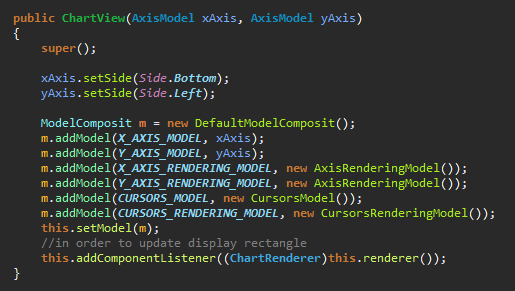 public ChartView(AxisModel xAxis, AxisModel yAxis)
{
super();
xAxis.setSide(Side.Bottom);
yAxis.setSide(Side.Left);
ModelComposit m = new DefaultModelComposit();
m.addModel(X_AXIS_MODEL, xAxis);
m.addModel(Y_AXIS_MODEL, yAxis);
m.addModel(X_AXIS_RENDERING_MODEL, new AxisRenderingModel());
m.addModel(Y_AXIS_RENDERING_MODEL, new AxisRenderingModel());
m.addModel(CURSORS_MODEL, new CursorsModel());
m.addModel(CURSORS_RENDERING_MODEL, new CursorsRenderingModel());
this.setModel(m);
//in order to update display rectangle
this.addComponentListener((ChartRenderer)this.renderer());
}